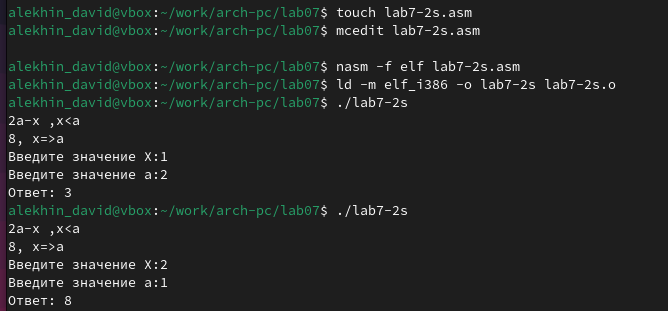 alekhin_david@vbox:~/work/arch-pc/lab07$ touch lab7-2s.asm
alekhin_david@vbox:~/work/arch-pc/lab07$ mcedit lab7-2s.asm
alekhin_david@vbox:~/work/arch-pc/lab07$ nasm -f elf lab7-2s.asm
alekhin_david@vbox:~/work/arch-pc/lab07$ ld -m elf_i386 -o lab7-2s lab7-2s.o
alekhin_david@vbox:~/work/arch-pc/lab07$ ./lab7-2s
2a-x ,x<a
8, x=>a
Введите значение X:1
Введите значение a:2
Ответ: 3
alekhin_david@vbox:~/work/arch-pc/lab07$ ./lab7-2s
2a-x ,x<a
8, x=>a
Введите значение X:2
Введите значение a:1
Ответ: 8